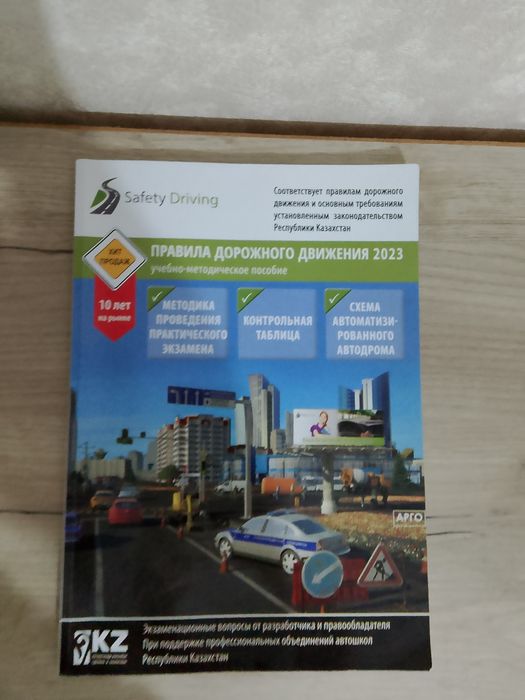 Safety Driving
Соответствует правилам дорожного
движения и основным требованиям
установленным законодательством
Республики Казахстан
ХИТ
ПРОДАЖ
ПРАВИЛА ДОРОЖНОГО ДВИЖЕНИЯ 2023
учебно-методическое пособие
10 лет
на рынке
МЕТОДИКА
ПРОВЕДЕНИЯ
ПРАКТИЧЕСКОГО
ЭКЗАМЕНА
КОНТРОЛЬНАЯ
ТАБЛИЦА
СХЕМА
АВТОМАТИЗИ-
РОВАННОГО
АВТОДРОМА
АРГО
KZ
Экзаменационные вопросы от разработчика и правообладателя
При поддержке профессиональных объединений автошкол
Республики Казахстан